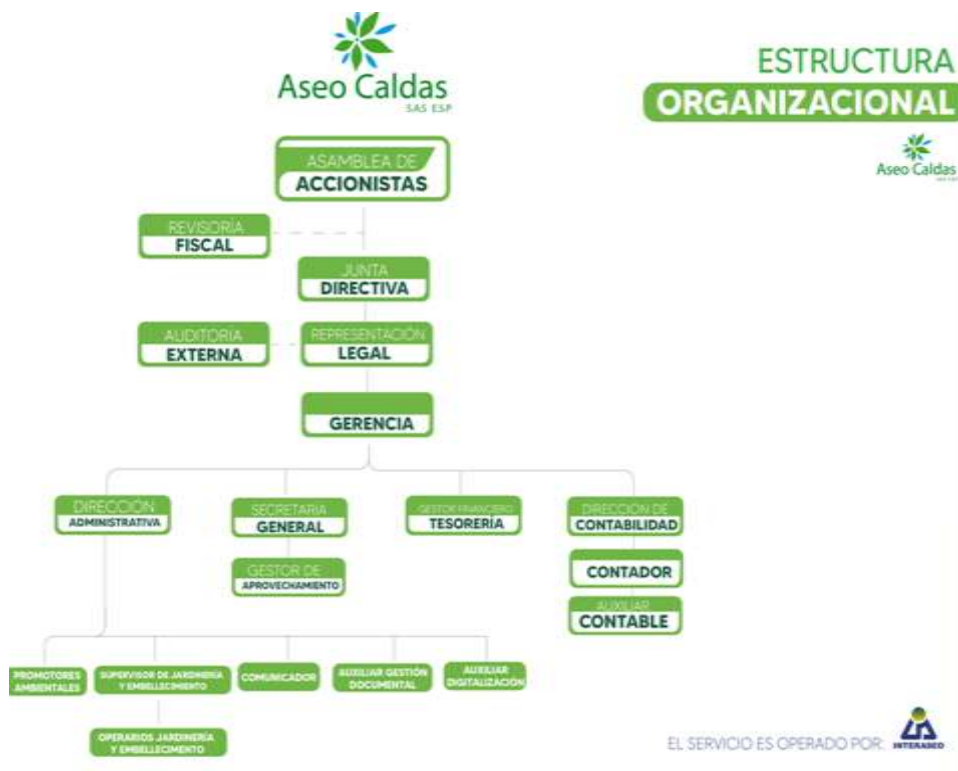 Aseo Caldas
SAS ESP
ESTRUCTURA
ORGANIZACIONAL
Aseo Caldas
ASAMBLEA DE
ACCIONISTAS
REVISORÍA
FISCAL
JUNTA
DIRECTIVA
AUDITORÍA
EXTERNA
REPRESENTACIÓN
LEGAL
GERENCIA
DIRECCIÓN
ADMINISTRATIVA
SECRETARIA
GENERAL
GESTOR FINANCIERO
TESORERÍA
DIRECCIÓN DE
CONTABILIDAD
GESTOR DE
APROVECHAMIENTO
CONTADOR
AUXILIAR
CONTABLE
PROMOTORES
AMBIENTALES
SUPERVISOR DE JARDINERÍA
Y EMBELLECIMIENTO
COMUNICADOR
AUXILIAR GESTIÓN
DOCUMENTAL
AUXILIAR
DIGITALIZACIÓN
OPERARIOS JARDINERÍA
Y EMBELLECIMIENTO
EL SERVICIO ES OPERADO POR:
INTERASEO